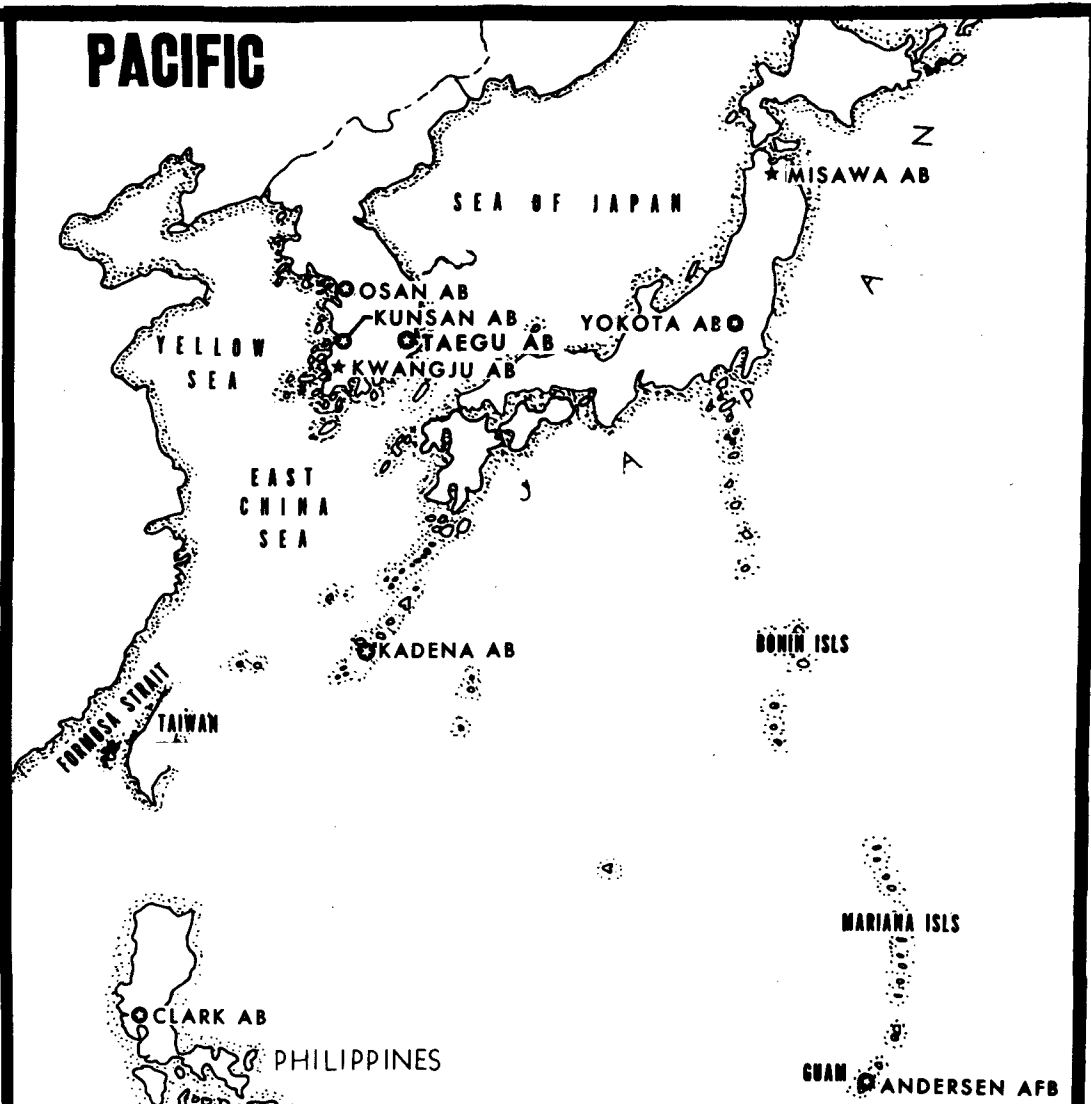 PACIFIC
N
MISAWA AB
SEA OF JAPAN
A
OSAN AB
KUNSAN AB
YOKOTA AB
TAEGU AB
YELLOW
SEA
KWANGJU AB
P
A
J
EAST
CHINA
SEA
BONIN ISLS
KADENA AB
FORMOSA STRAIT
TAIWAN
MARIANA ISLS
CLARK AB
PHILIPPINES
GUAM
ANDERSEN AFB